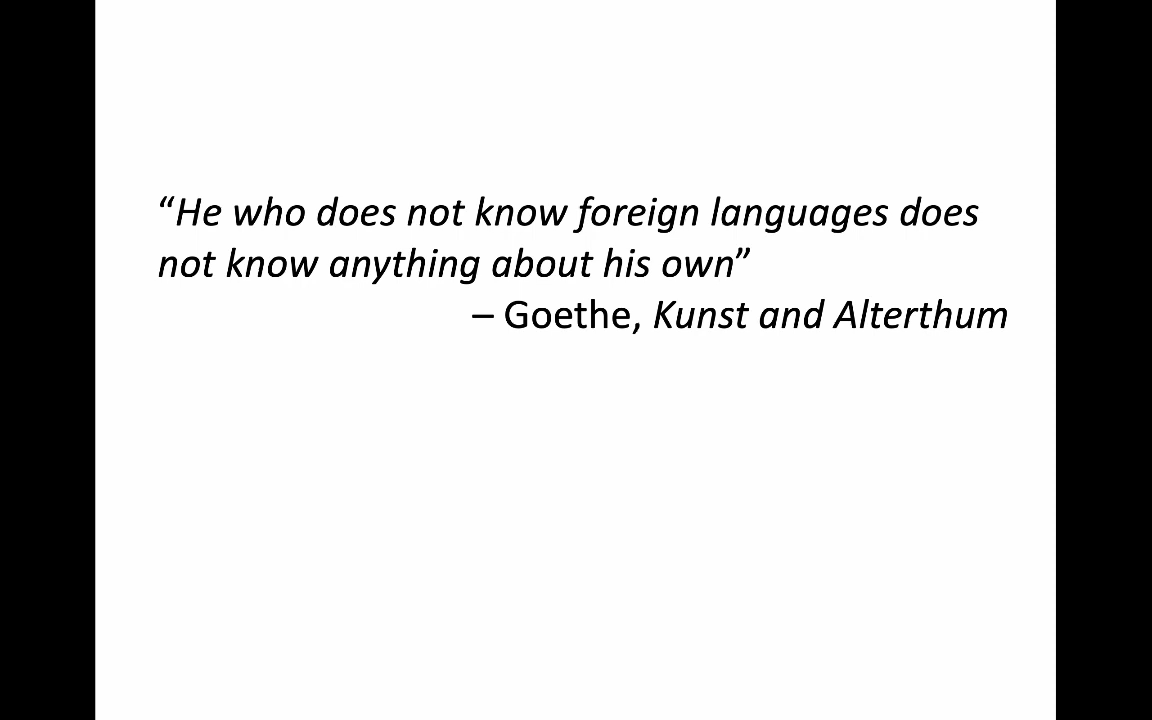 “He who does not know foreign languages does
not know anything about his own”
– Goethe, Kunst and Alterthum